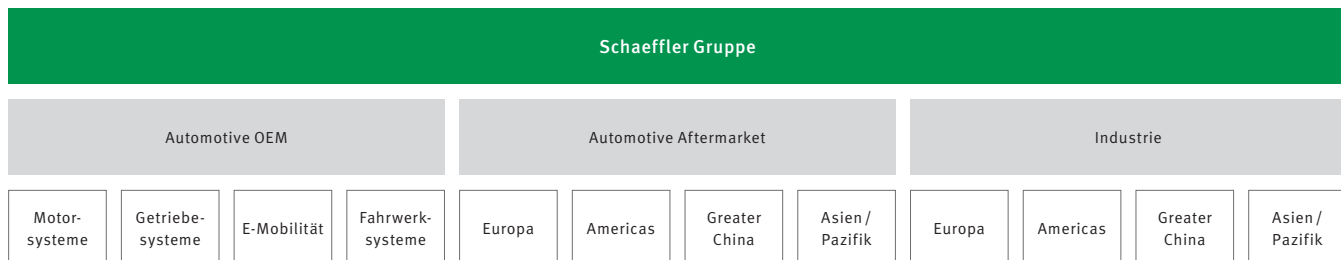 Schaeffler Gruppe
Automotive OEM
Automotive Aftermarket
Industrie
Motor-
systeme
Getriebe-
systeme
E-Mobilität
Fahrwerk-
systeme
Europa
Americas
Greater
China
Asien /
Pazifik
Europa
Americas
Greater
China
Asien /
Pazifik